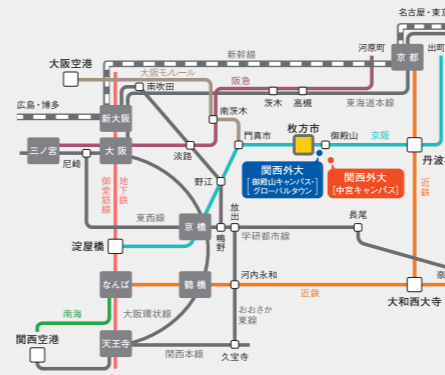 名古屋・東京
新幹線
河原町
京都
出町
大阪空港
大阪モノレール
南吹田
阪急
茨木
高槻
東海道本線
広島・博多
新大阪
南茨木
門真市
枚方市
御殿山
京阪
三ノ宮
尼崎
大阪
淡路
丹波
関西外大
[御殿山キャンパス・
グローバルタウン]
関西外大
[中宮キャンパス]
近鉄
地下鉄
御堂筋線
野江
東西線
京橋
放出
鴫野
学研都市線
長尾
淀屋橋
なんば
鶴橋
河内永和
近鉄
大和西大寺
奈
南海
大阪環状線
おおさか
東線
関西空港
天王寺
関西本線
久宝寺